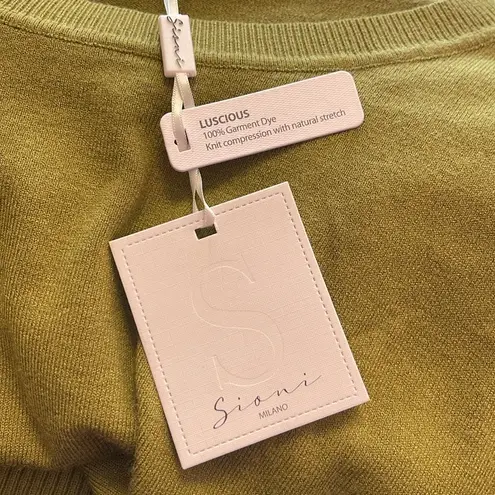 Sioni
LUSCIOUS
100% Garment Dye
Knit compression with natural stretch
S
Sioni
MILANO